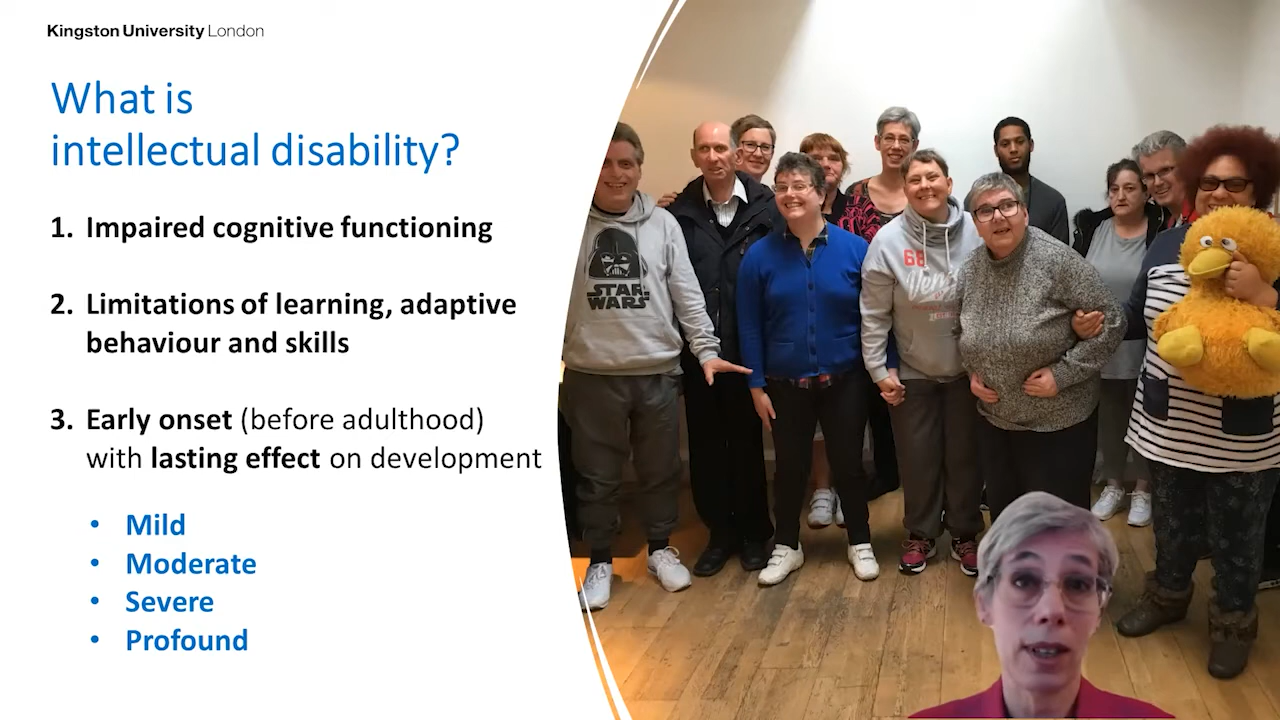 Kingston University London
What is
intellectual disability?
1. Impaired cognitive functioning
2. Limitations of learning, adaptive
behaviour and skills
3. Early onset (before adulthood)
with lasting effect on development
• Mild
• Moderate
• Severe
• Profound
STAR
WARS
68